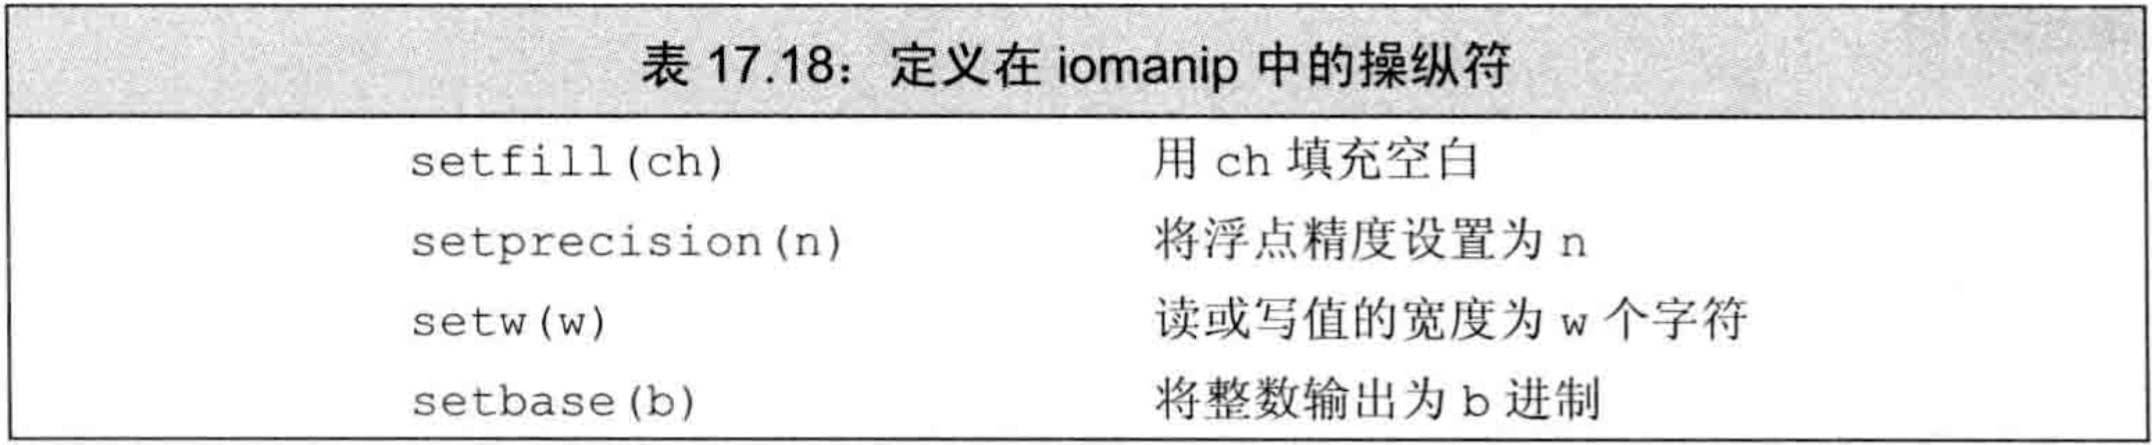 表 17.18：定义在 iomanip 中的操纵符
setfill(ch) 用 ch 填充空白
setprecision(n) 将浮点精度设置为 n
setw(w) 读或写值的宽度为 w 个字符
setbase(b) 将整数输出为 b 进制